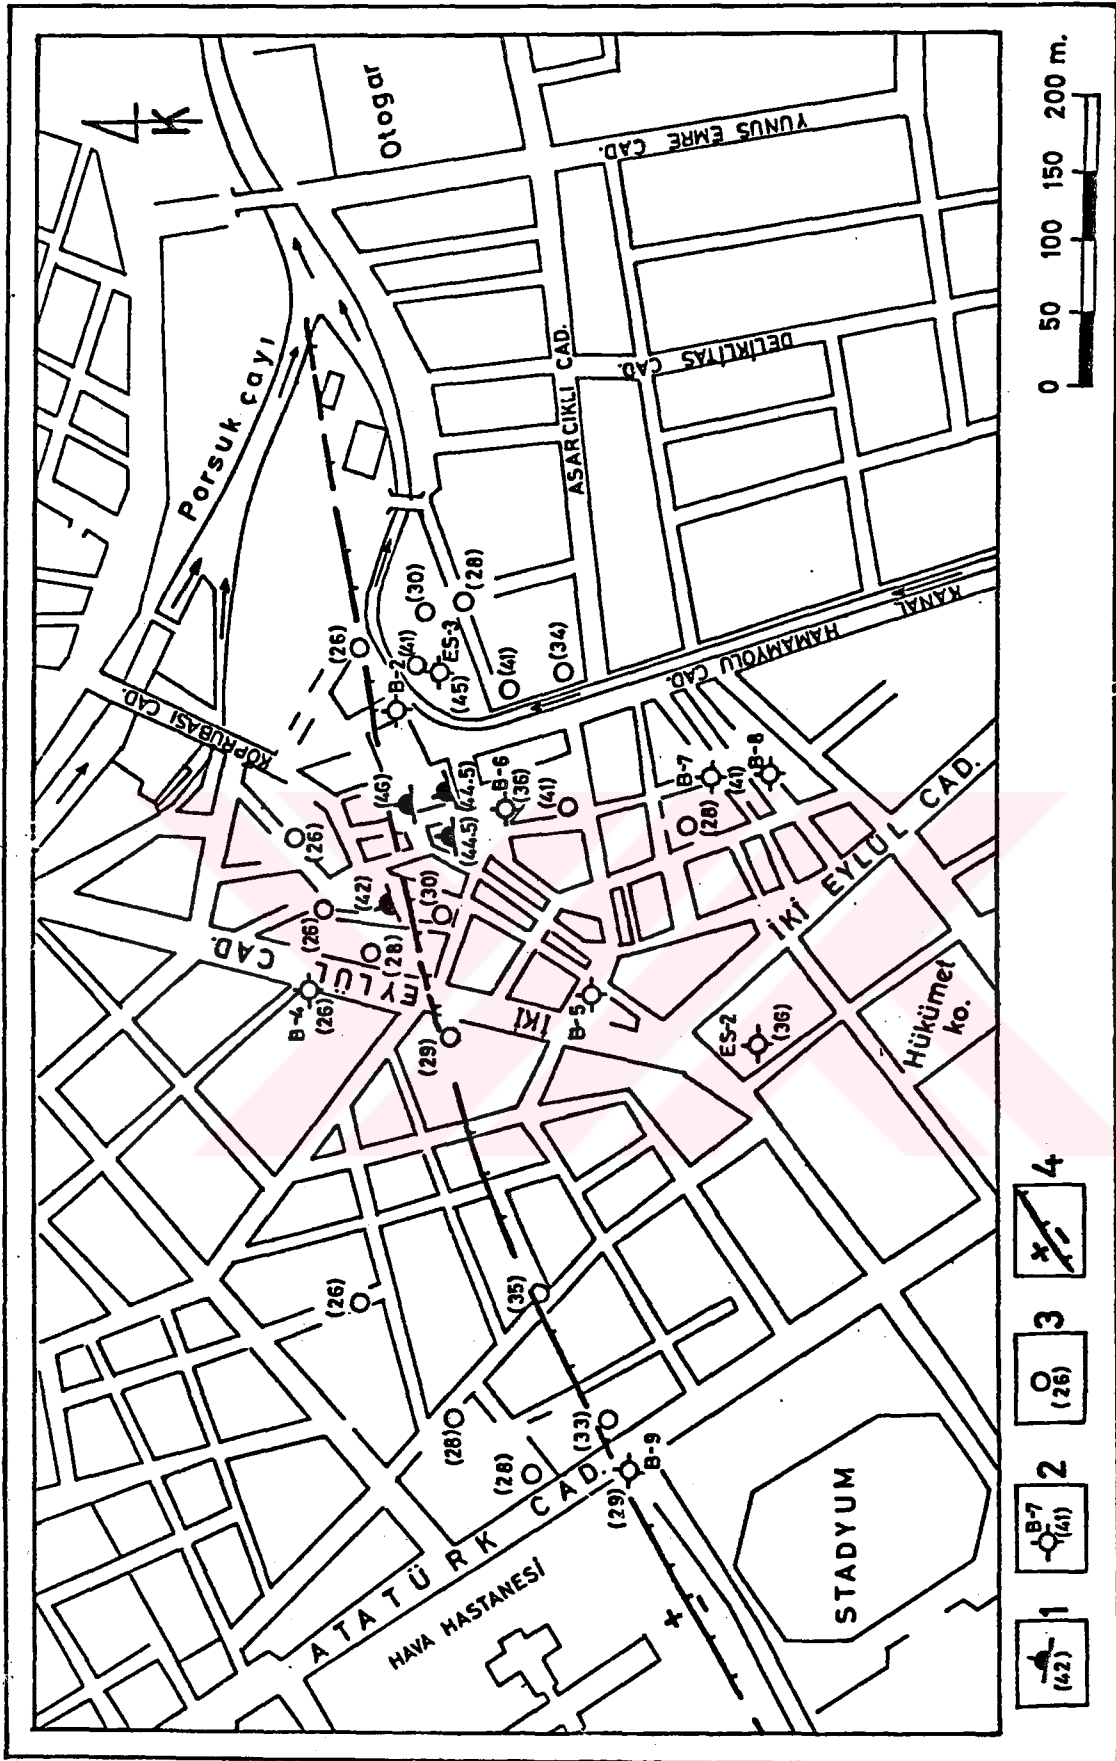 K
Otogar
Porsuk çayı
KÖPRÜBAŞI CAD.
YUNUS EMRE
CAD.
ASARCIKLI CAD.
DELİKLİTAŞ
CAD.
KANAL
HAMAMYOLU CAD.
(26)
B-2
(41)
(30)
(28)
ES-3
(45)
(41)
(34)
(46)
(44.5)
(44.5)
B-6
(36)
(41)
B-7
(41)
B-8
(28)
(26)
(42)
(30)
(26)
(28)
CAD.
EYLÜL
İKİ
B-4
(26)
(29)
B-5
İKİ EYLÜL CAD.
ES-2
(36)
Hükümet
ko.
(26)
(35)
(28)
(28)
(33)
(29)
B-9
ATATÜRK CAD.
HAVA HASTANESİ
STADYUM
+
-
0 50 100 150 200 m.
(42) 1
B-7
(41) 2
(26) 3
+ - 4